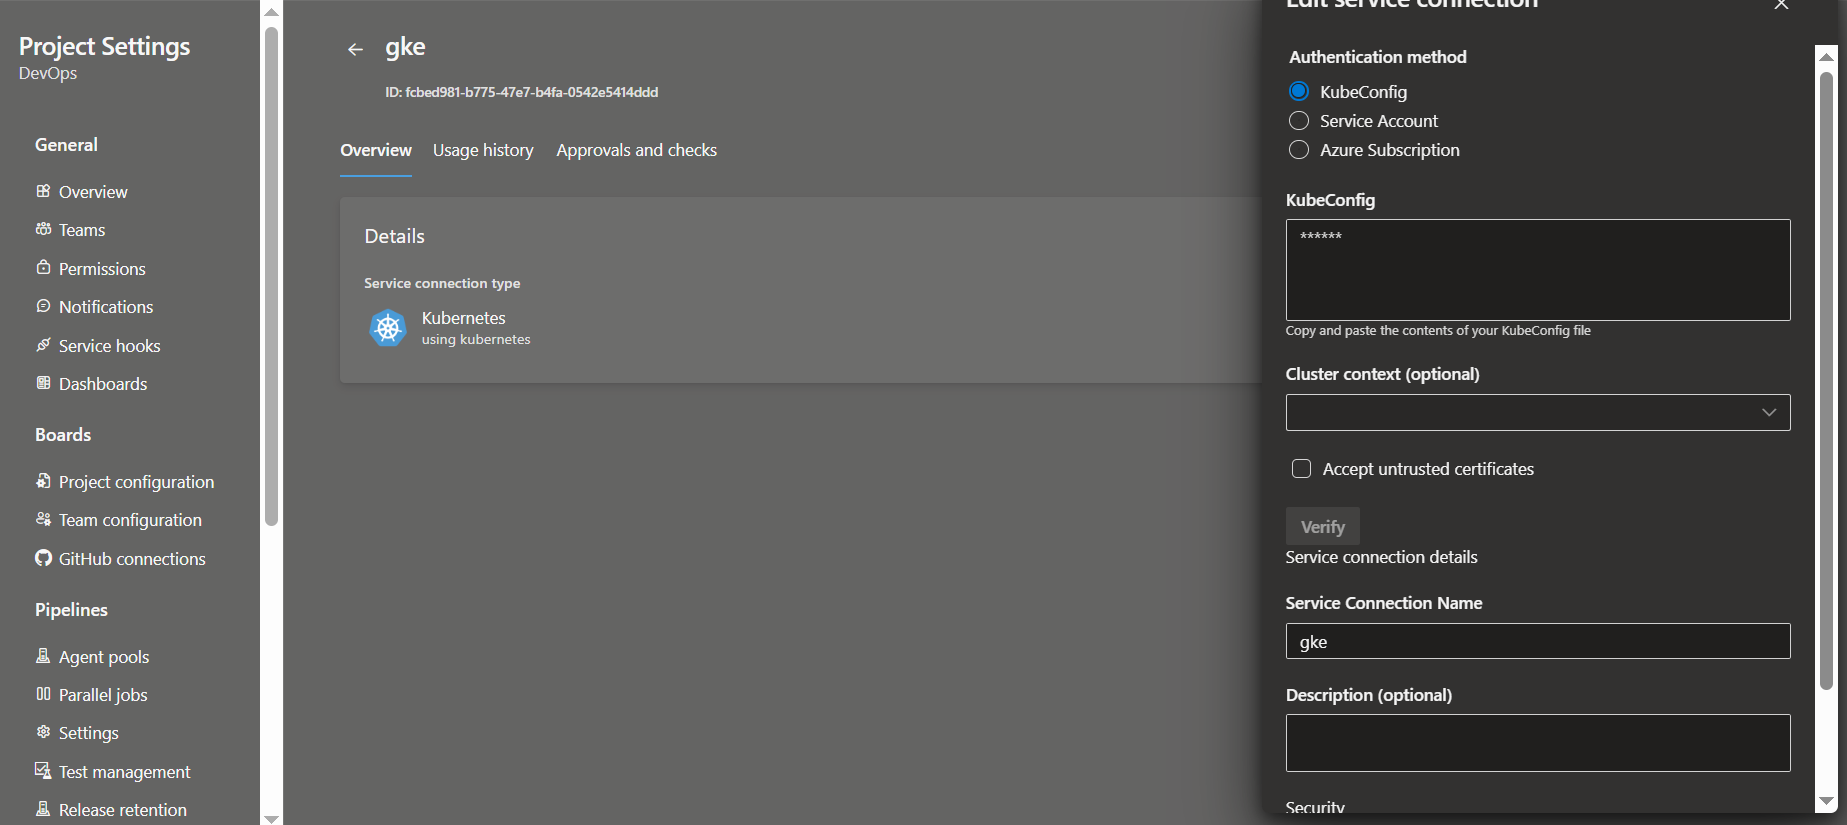 Project Settings
DevOps
General
Overview
Teams
Permissions
Notifications
Service hooks
Dashboards
Boards
Project configuration
Team configuration
GitHub connections
Pipelines
Agent pools
Parallel jobs
Settings
Test management
Release retention
gke
ID: fcbed981-b775-47e7-b4fa-0542e5414ddd
Overview Usage history Approvals and checks
Details
Service connection type
Kubernetes
using kubernetes
Edit service connection
Authentication method
KubeConfig
Service Account
Azure Subscription
KubeConfig
******
Copy and paste the contents of your KubeConfig file
Cluster context (optional)
Accept untrusted certificates
Verify
Service connection details
Service Connection Name
gke
Description (optional)
Security